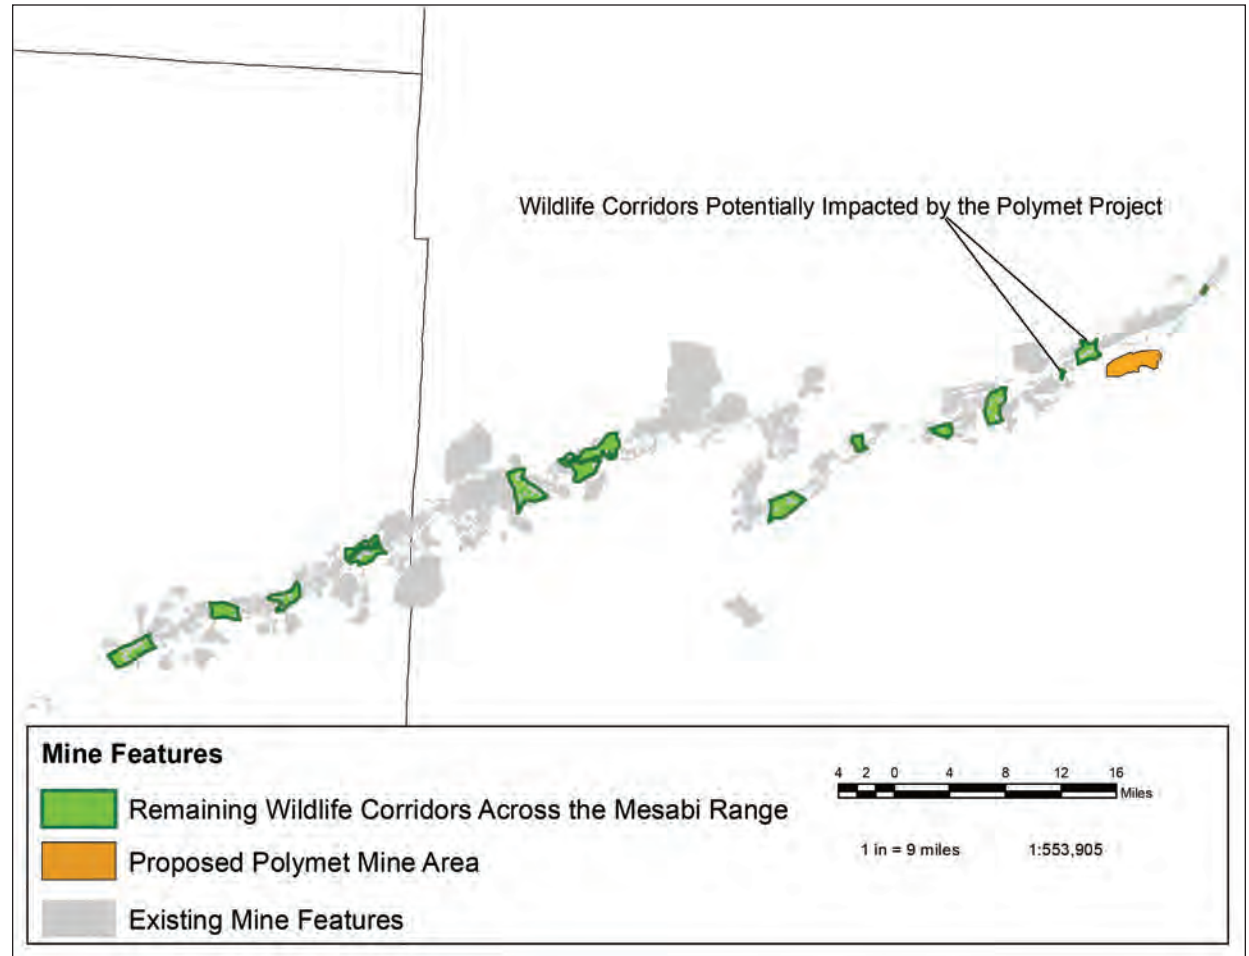 Wildlife Corridors Potentially Impacted by the Polymet Project
Mine Features
Remaining Wildlife Corridors Across the Mesabi Range
Proposed Polymet Mine Area
Existing Mine Features
4 2 0 4 8 12 16
Miles
1 in = 9 miles 1:553,905